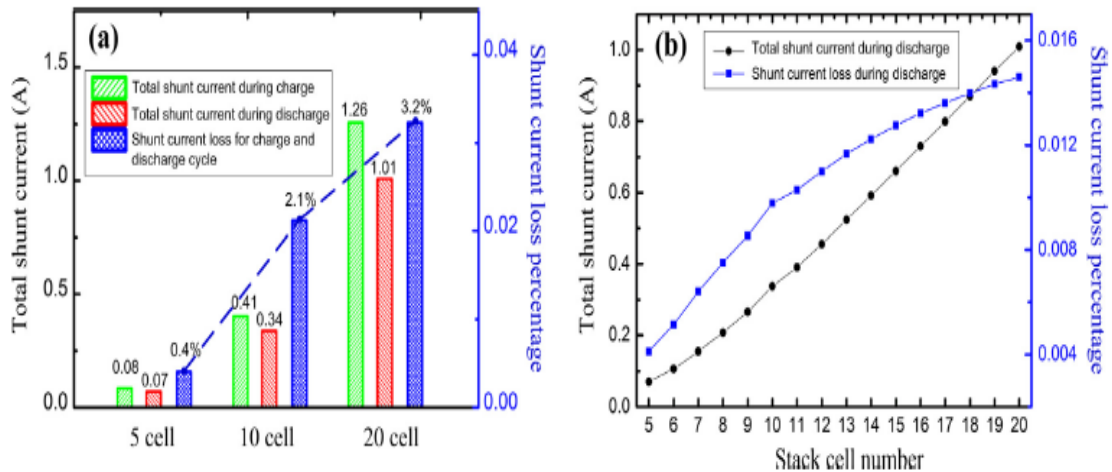 (a)
Total shunt current (A)
1.5
1.0
0.5
0.0
Total shunt current during charge
Total shunt current during discharge
Shunt current loss for charge and
discharge cycle
0.08
0.07
0.4%
0.41
0.34
2.1%
1.26
1.01
3.2%
5 cell
10 cell
20 cell
0.04
0.02
0.00
Shunt current loss percentage
(b)
Total shunt current (A)
1.0
0.8
0.6
0.4
0.2
0.0
Total shunt current during discharge
Shunt current loss during discharge
5 6 7 8 9 10 11 12 13 14 15 16 17 18 19 20
Stack cell number
0.016
0.012
0.008
0.004
Shunt current loss percentage